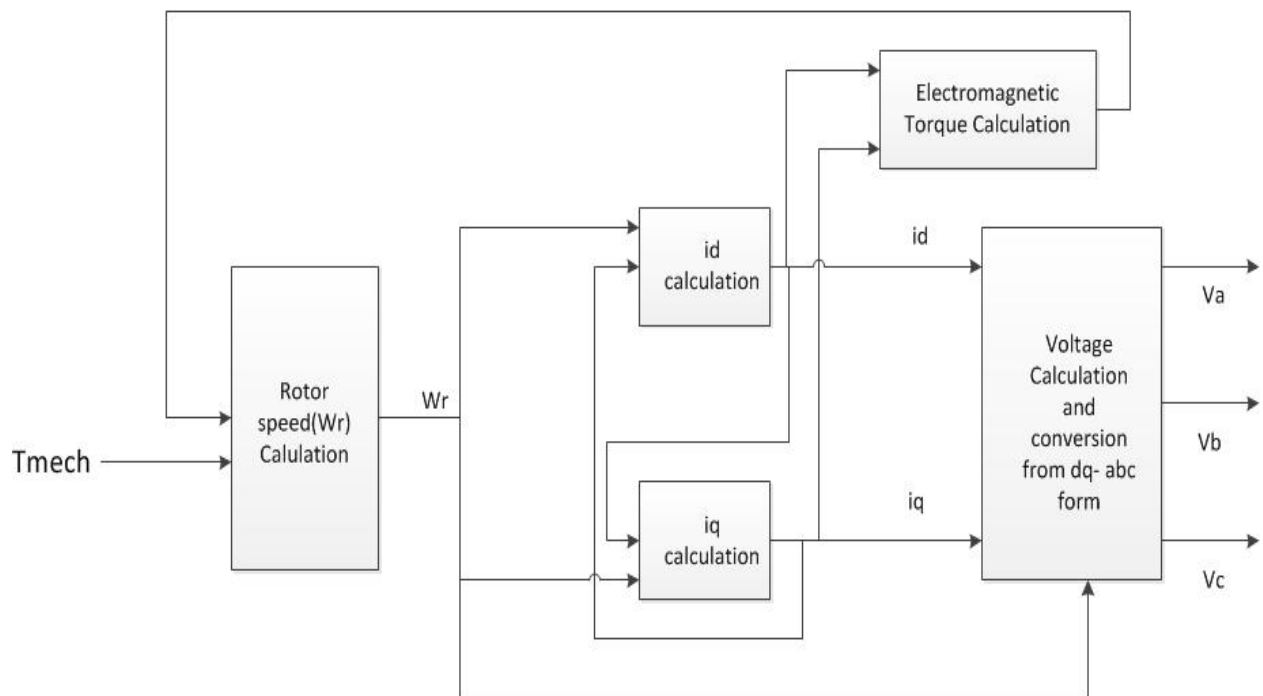 Electromagnetic
Torque Calculation
id
calculation
id
Va
Rotor
speed(Wr)
Calulation
Wr
Tmech
Voltage
Calculation
and
conversion
from dq- abc
form
Vb
iq
calculation
iq
Vc